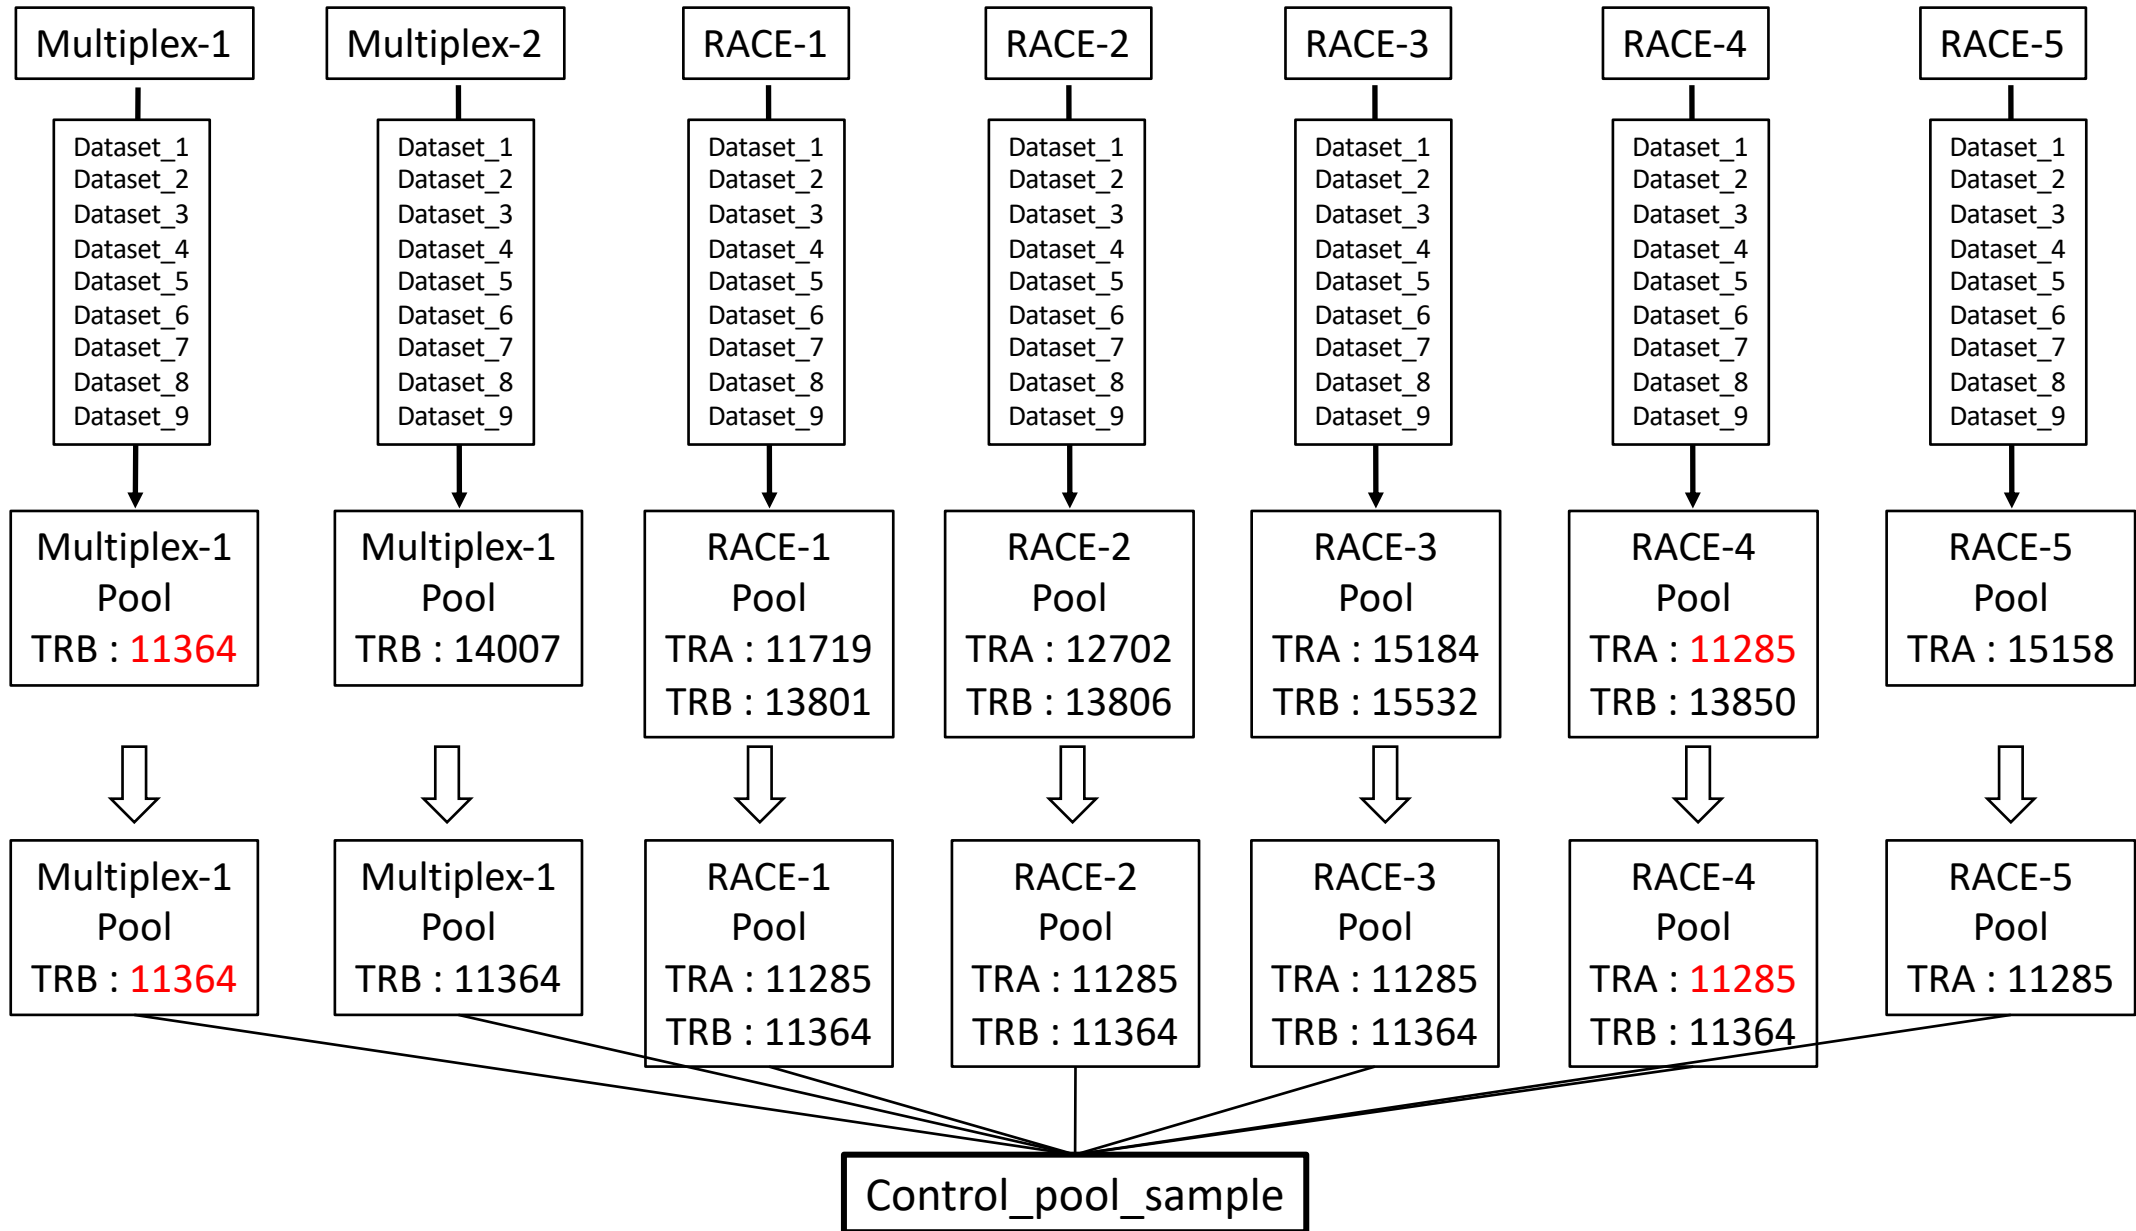 Multiplex-1
Multiplex-2
RACE-1
RACE-2
RACE-3
RACE-4
RACE-5
Dataset_1
Dataset_2
Dataset_3
Dataset_4
Dataset_5
Dataset_6
Dataset_7
Dataset_8
Dataset_9
Dataset_1
Dataset_2
Dataset_3
Dataset_4
Dataset_5
Dataset_6
Dataset_7
Dataset_8
Dataset_9
Dataset_1
Dataset_2
Dataset_3
Dataset_4
Dataset_5
Dataset_6
Dataset_7
Dataset_8
Dataset_9
Dataset_1
Dataset_2
Dataset_3
Dataset_4
Dataset_5
Dataset_6
Dataset_7
Dataset_8
Dataset_9
Dataset_1
Dataset_2
Dataset_3
Dataset_4
Dataset_5
Dataset_6
Dataset_7
Dataset_8
Dataset_9
Dataset_1
Dataset_2
Dataset_3
Dataset_4
Dataset_5
Dataset_6
Dataset_7
Dataset_8
Dataset_9
Dataset_1
Dataset_2
Dataset_3
Dataset_4
Dataset_5
Dataset_6
Dataset_7
Dataset_8
Dataset_9
Multiplex-1
Pool
TRB : 11364
Multiplex-1
Pool
TRB : 14007
RACE-1
Pool
TRA : 11719
TRB : 13801
RACE-2
Pool
TRA : 12702
TRB : 13806
RACE-3
Pool
TRA : 15184
TRB : 15532
RACE-4
Pool
TRA : 11285
TRB : 13850
RACE-5
Pool
TRA : 15158
Multiplex-1
Pool
TRB : 11364
Multiplex-1
Pool
TRB : 11364
RACE-1
Pool
TRA : 11285
TRB : 11364
RACE-2
Pool
TRA : 11285
TRB : 11364
RACE-3
Pool
TRA : 11285
TRB : 11364
RACE-4
Pool
TRA : 11285
TRB : 11364
RACE-5
Pool
TRA : 11285
Control_pool_sample